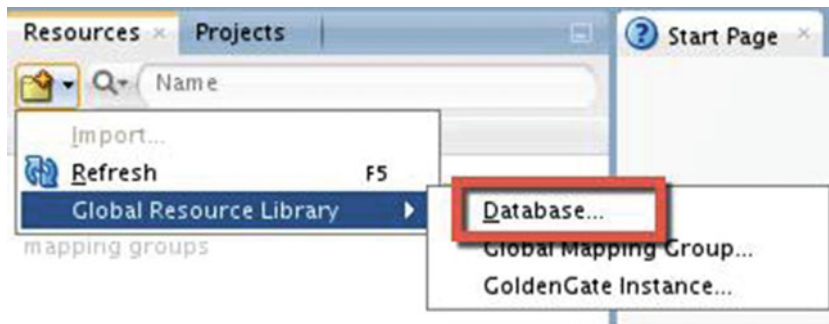 Resources × Projects
Start Page ×
Name
Import...
Refresh F5
Global Resource Library
Database...
mapping groups
Global Mapping Group...
GoldenGate Instance...